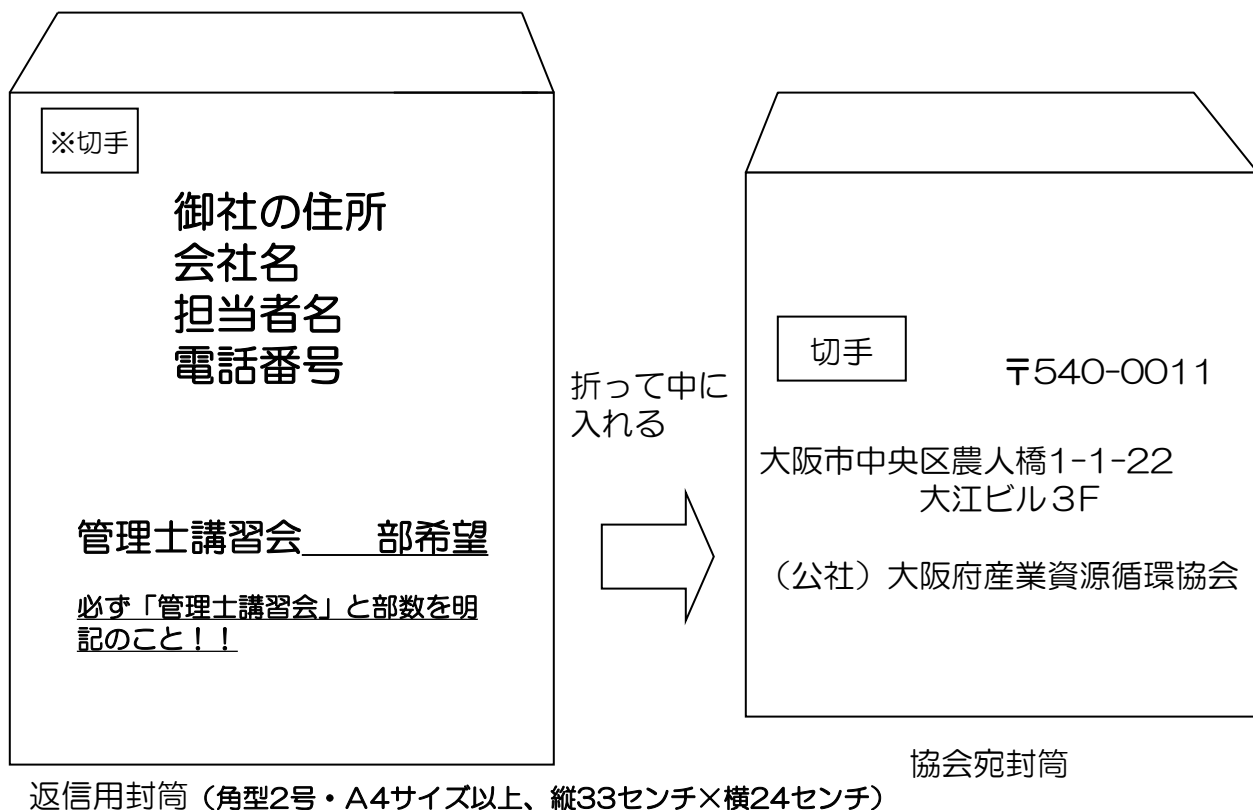 ※切手
御社の住所
会社名
担当者名
電話番号
管理士講習会　　部希望
必ず「管理士講習会」と部数を明
記のこと！！
返信用封筒（角型2号・A4サイズ以上、縦33センチ×横24センチ）
折って中に
入れる
切手
〒540-0011
大阪市中央区農人橋1-1-22
大江ビル３F
（公社）大阪府産業資源循環協会
協会宛封筒